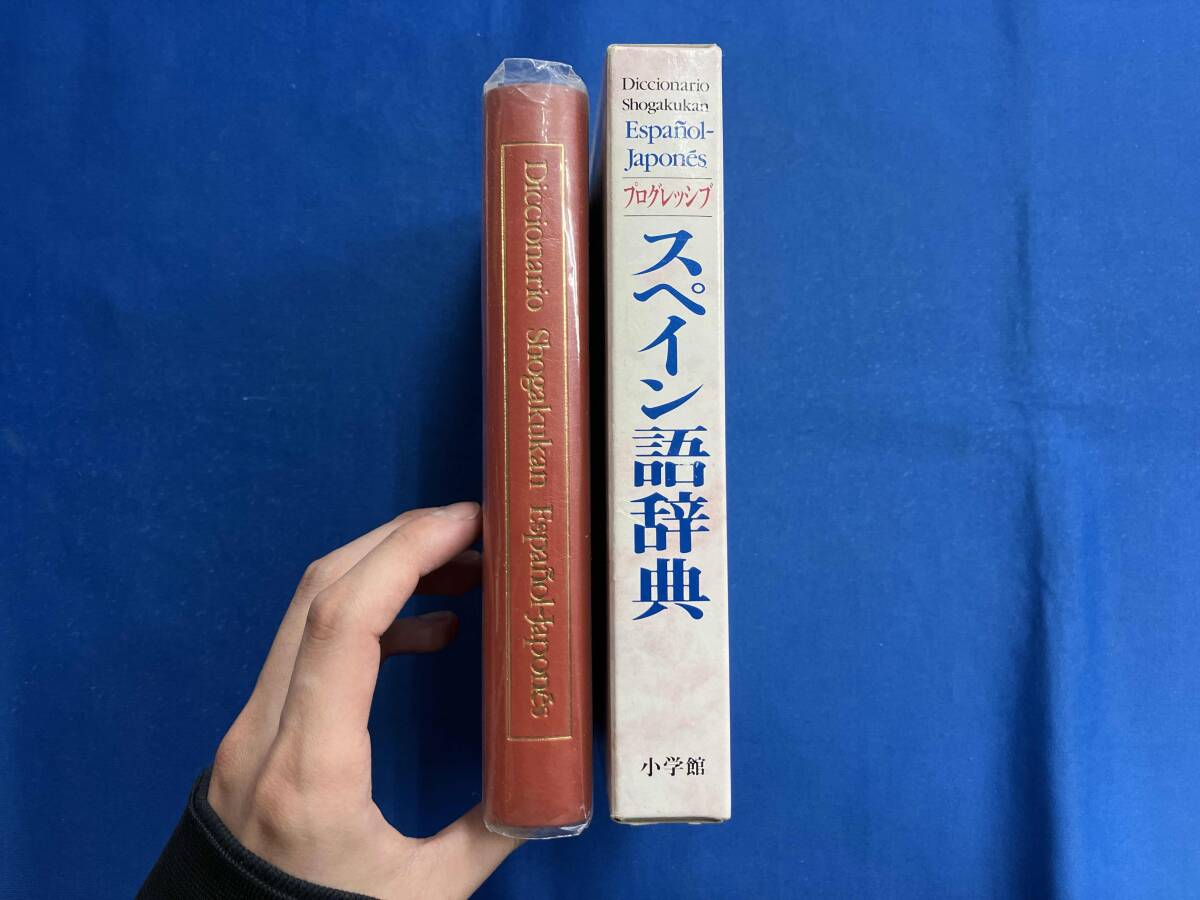 Diccionario Shogakukan Español-Japonés
Diccionario
Shogakukan
Español-
Japonés
プログレッシブ
スペイン語辞典
小学館